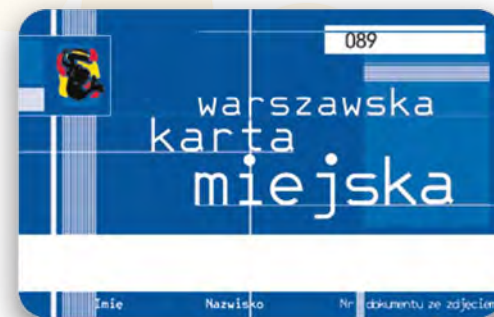 089
warszawska
karta
miejska
Imię Nazwisko Nr dokumentu ze zdjęciem